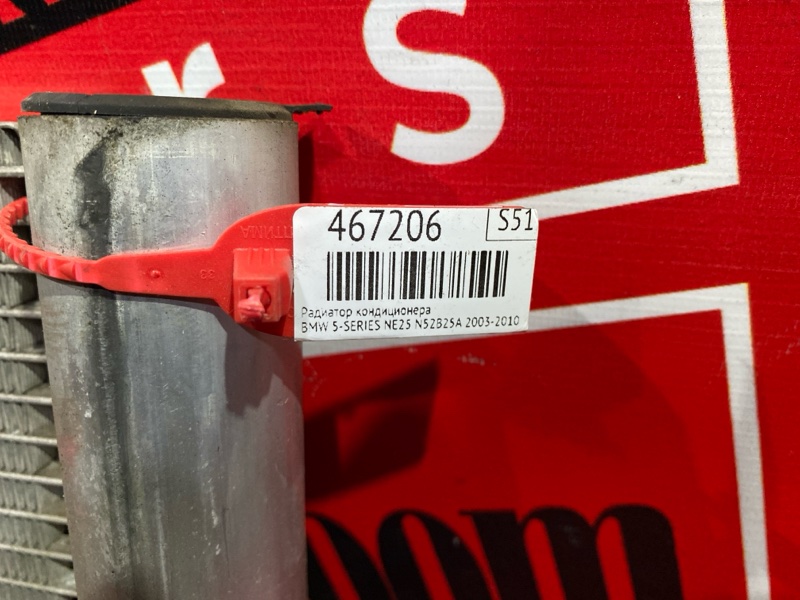 r s
467206 S51
Радиатор кондиционера
BMW 5-SERIES NE25 N52B25A 2003-2010